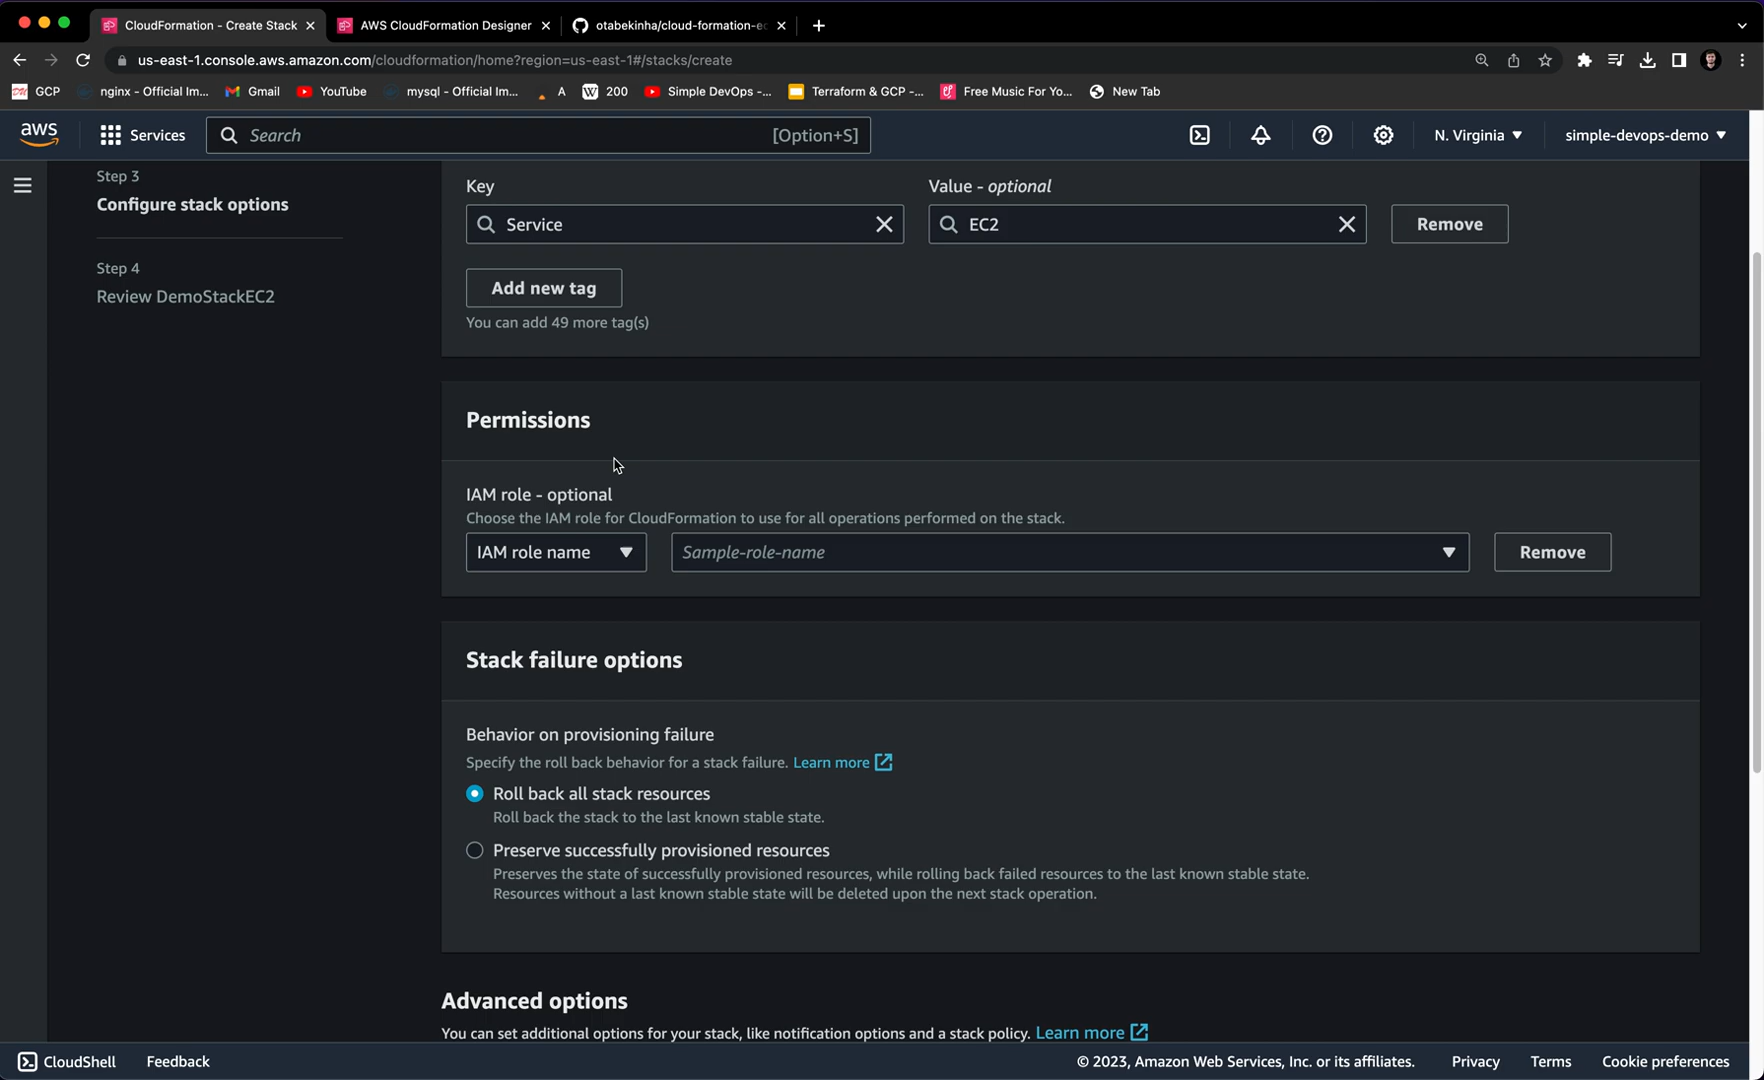 CloudFormation - Create Stack
AWS CloudFormation Designer
otabekinha/cloud-formation-ec
us-east-1.console.aws.amazon.com/cloudformation/home?region=us-east-1#/stacks/create
GCP
nginx - Official Im...
Gmail
YouTube
mysql - Official Im...
A
200
Simple DevOps -...
Terraform & GCP -...
Free Music For Yo...
New Tab
aws
Services
Search
[Option+S]
N. Virginia
simple-devops-demo
Step 3
Configure stack options
Step 4
Review DemoStackEC2
Key
Value - optional
Service
EC2
Remove
Add new tag
You can add 49 more tag(s)
Permissions
IAM role - optional
Choose the IAM role for CloudFormation to use for all operations performed on the stack.
IAM role name
Sample-role-name
Remove
Stack failure options
Behavior on provisioning failure
Specify the roll back behavior for a stack failure. Learn more
Roll back all stack resources
Roll back the stack to the last known stable state.
Preserve successfully provisioned resources
Preserves the state of successfully provisioned resources, while rolling back failed resources to the last known stable state.
Resources without a last known stable state will be deleted upon the next stack operation.
Advanced options
You can set additional options for your stack, like notification options and a stack policy. Learn more
CloudShell
Feedback
© 2023, Amazon Web Services, Inc. or its affiliates.
Privacy
Terms
Cookie preferences